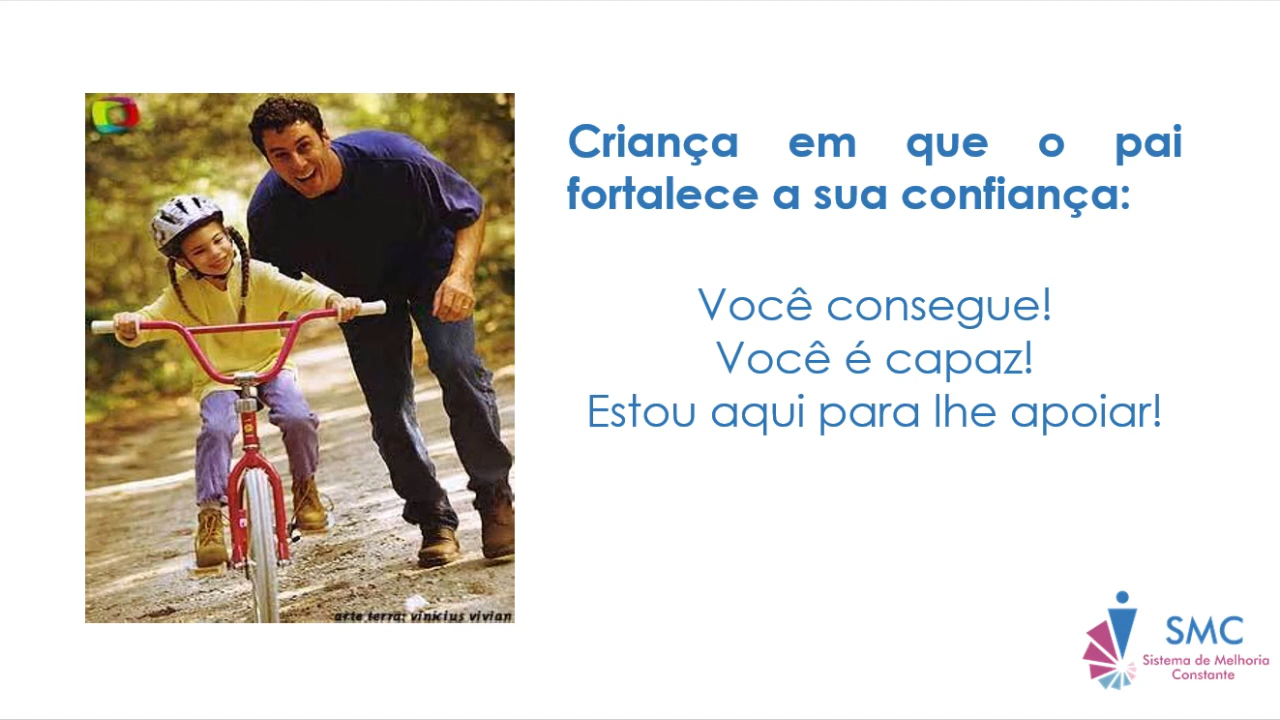 Criança em que o pai
fortalece a sua confiança:
Você consegue!
Você é capaz!
Estou aqui para lhe apoiar!
arte terra: vinícius vivian
SMC
Sistema de Melhoria
Constante